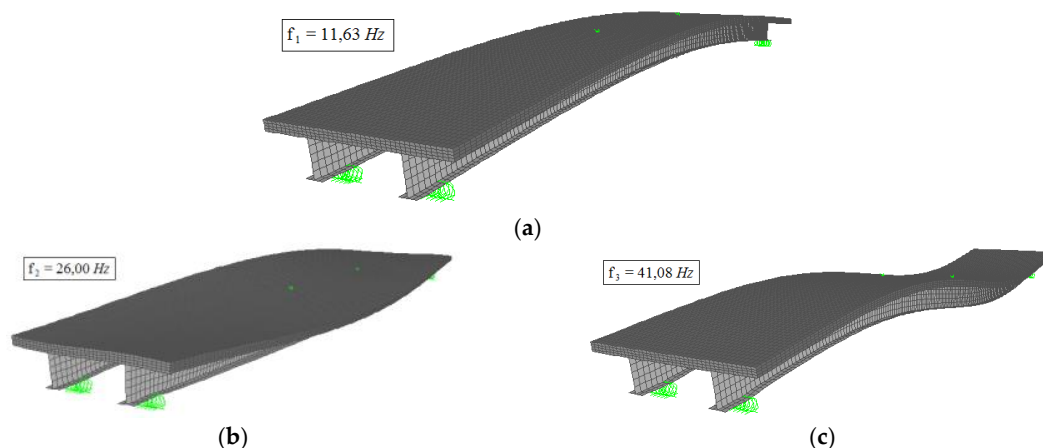 f₁ = 11,63 Hz
(a)
f₂ = 26,00 Hz
f₃ = 41,08 Hz
(b)
(c)